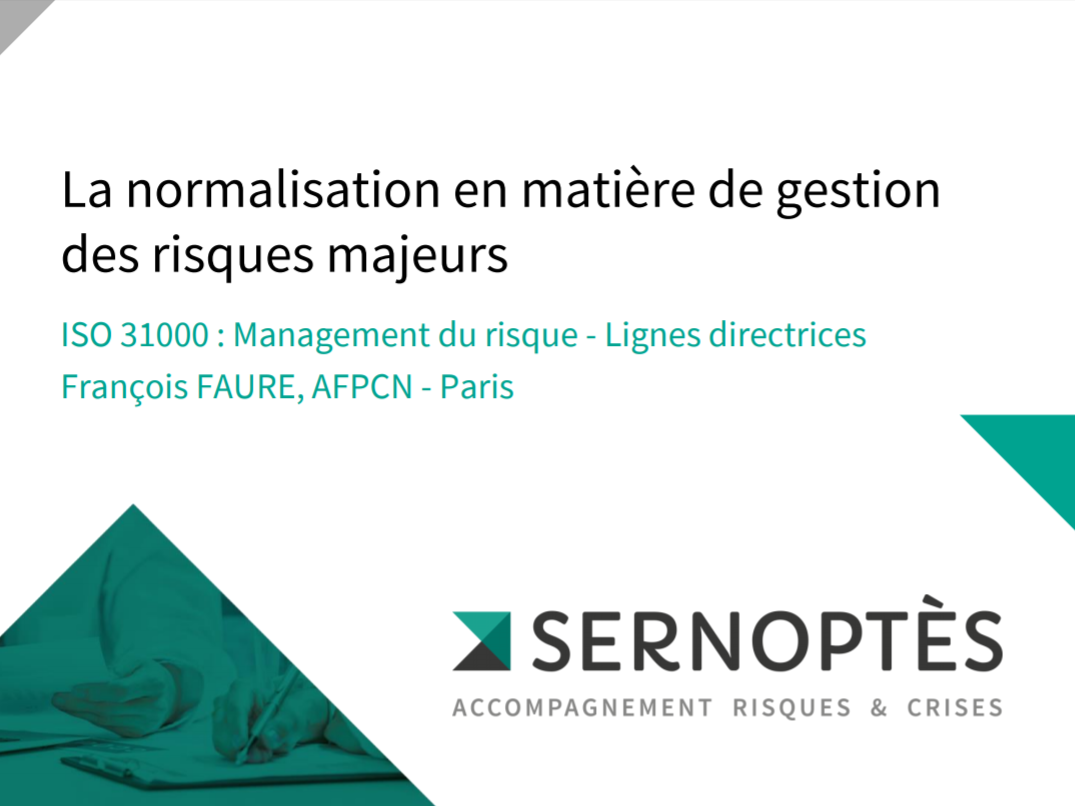 La normalisation en matière de gestion
des risques majeurs
ISO 31000 : Management du risque - Lignes directrices
François FAURE, AFPCN - Paris
SERNOPTÈS
ACCOMPAGNEMENT RISQUES & CRISES